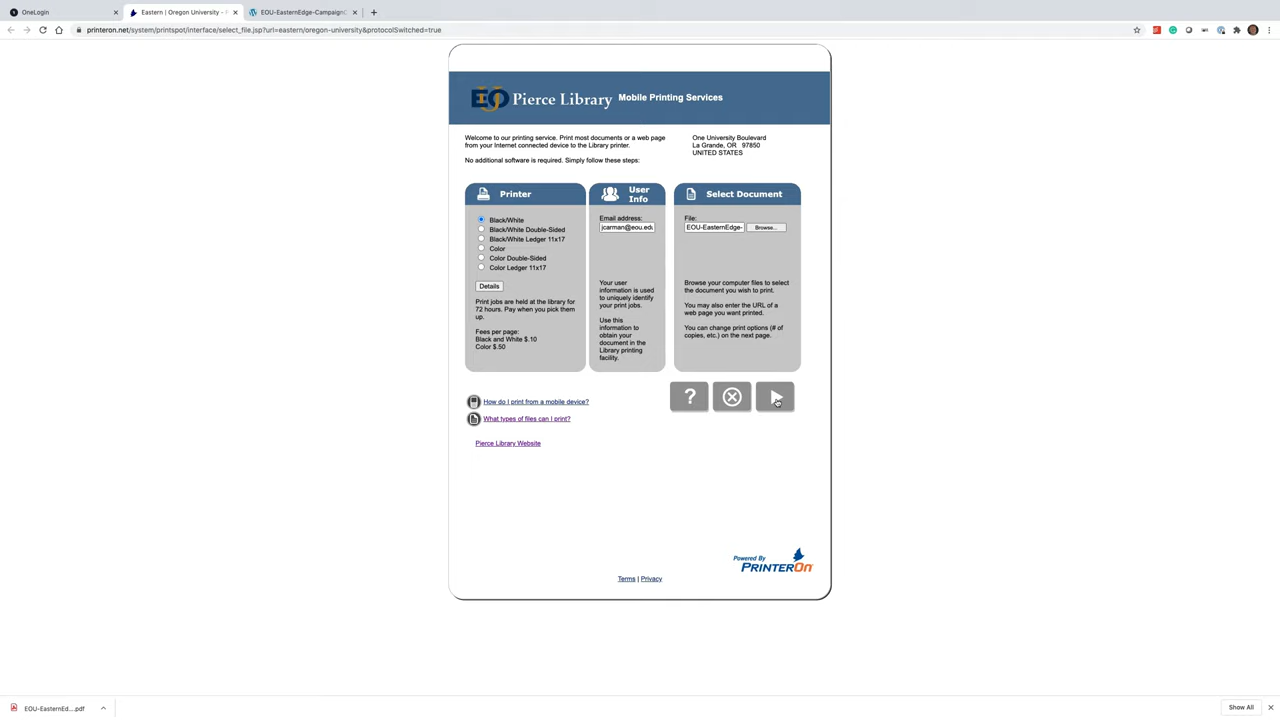 OneLogin
Eastern | Oregon University -
EOU-EasternEdge-Campaign
printeron.net/system/printspot/interface/select_file.jsp?url=eastern/oregon-university&protocolSwitched=true
EO Pierce Library Mobile Printing Services
Welcome to our printing service. Print most documents or a web page
from your Internet connected device to the Library printer.
No additional software is required. Simply follow these steps:
One University Boulevard
La Grande, OR 97850
UNITED STATES
Printer
Black/White
Black/White Double-Sided
Black/White Ledger 11x17
Color
Color Double-Sided
Color Ledger 11x17
Details
Print jobs are held at the library for
72 hours. Pay when you pick them
up.
Fees per page:
Black and White $.10
Color $.50
User
Info
Email address:
jcarman@eou.edu
Your user
information is used
to uniquely identify
your print jobs.
Use this
information to
obtain your
document in the
Library printing
facility.
Select Document
File:
EOU-EasternEdge-
Browse...
Browse your computer files to select
the document you wish to print.
You may also enter the URL of a
web page you want printed.
You can change print options (# of
copies, etc.) on the next page.
?
How do I print from a mobile device?
What types of files can I print?
Pierce Library Website
Powered By
PRINTERON
Terms | Privacy
EOU-EasternEd....pdf
Show All